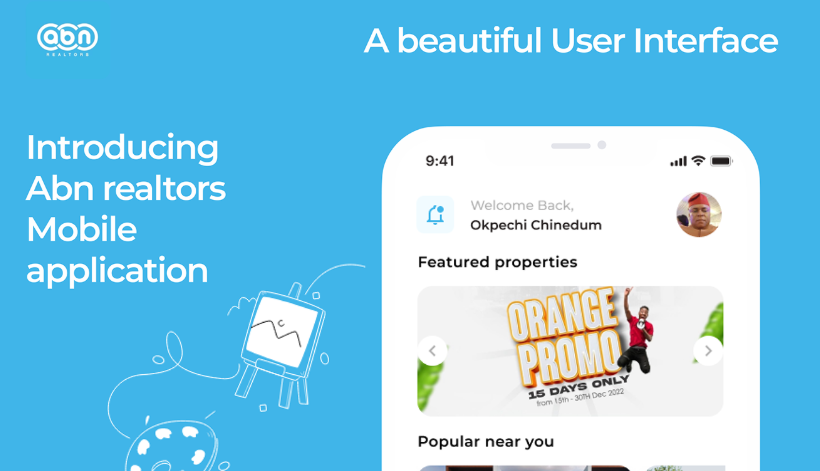 abn
REALTORS
A beautiful User Interface
Introducing
Abn realtors
Mobile
application
9:41
Welcome Back,
Okpechi Chinedum
Featured properties
ORANGE
PROMO
15 DAYS ONLY
from 15th - 30TH Dec 2022
Popular near you